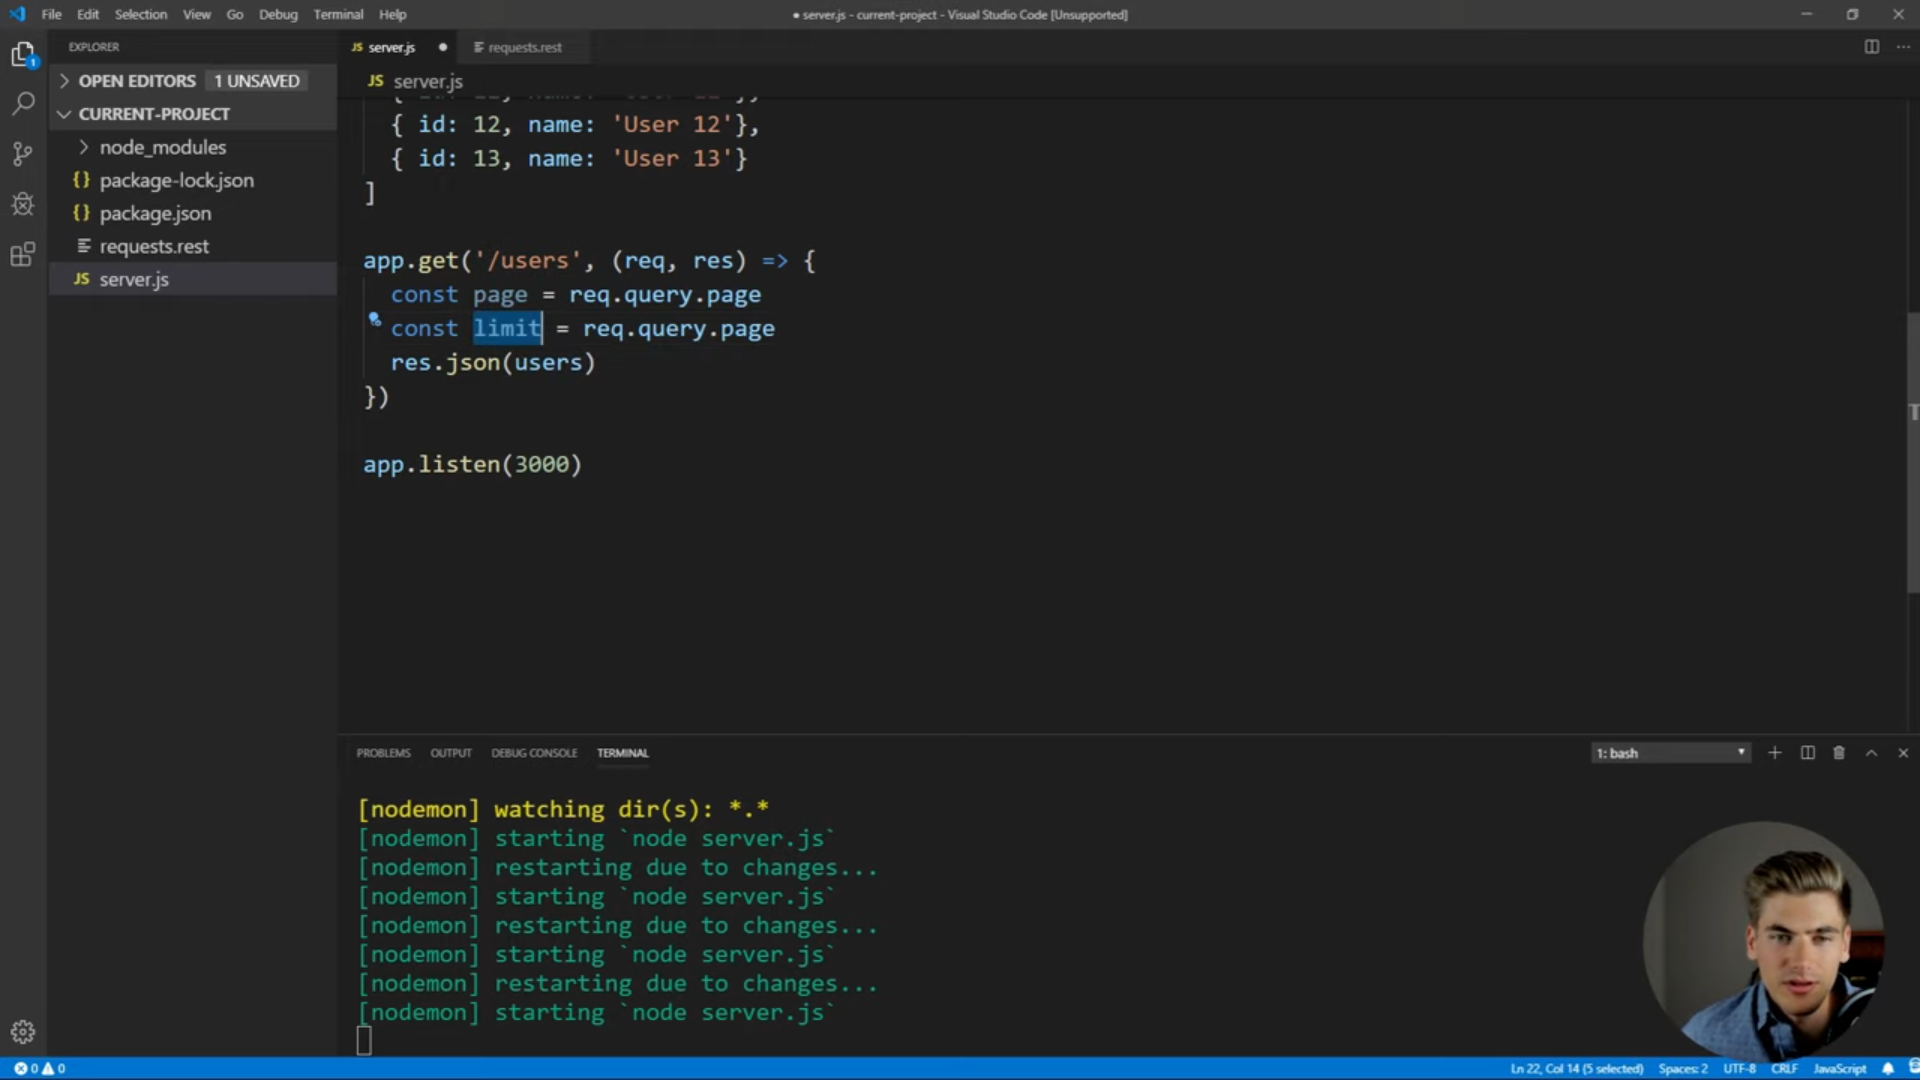 File Edit Selection View Go Debug Terminal Help
● server.js - current-project - Visual Studio Code [Unsupported]
EXPLORER
OPEN EDITORS 1 UNSAVED
CURRENT-PROJECT
node_modules
{} package-lock.json
{} package.json
requests.rest
JS server.js
1
JS server.js ●
requests.rest
JS server.js
{ id: 12, name: 'User 12'},
{ id: 13, name: 'User 13'}
]
app.get('/users', (req, res) => {
const page = req.query.page
const limit = req.query.page
res.json(users)
})
app.listen(3000)
PROBLEMS OUTPUT DEBUG CONSOLE TERMINAL
1: bash
[nodemon] watching dir(s): *.*
[nodemon] starting `node server.js`
[nodemon] restarting due to changes...
[nodemon] starting `node server.js`
[nodemon] restarting due to changes...
[nodemon] starting `node server.js`
[nodemon] restarting due to changes...
[nodemon] starting `node server.js`
0 0
Ln 22, Col 14 (5 selected) Spaces: 2 UTF-8 CRLF JavaScript